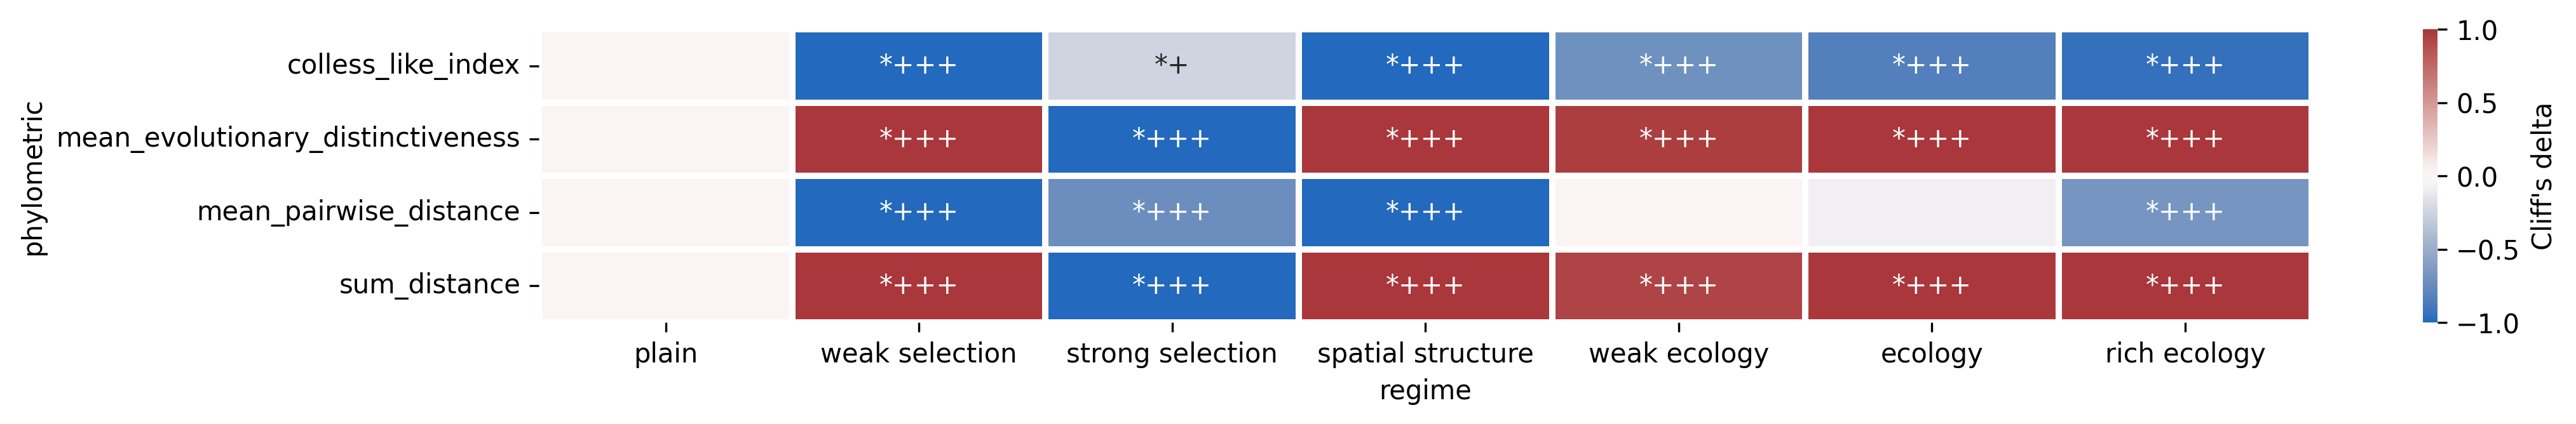 phylometric
colless_like_index *+++ *+ *+++ *+++ *+++ *+++
mean_evolutionary_distinctiveness *+++ *+++ *+++ *+++ *+++ *+++
mean_pairwise_distance *+++ *+++ *+++ *+++
sum_distance *+++ *+++ *+++ *+++ *+++ *+++
plain weak selection strong selection spatial structure weak ecology ecology rich ecology
regime
1.0
0.5
0.0
−0.5
−1.0
Cliff's delta